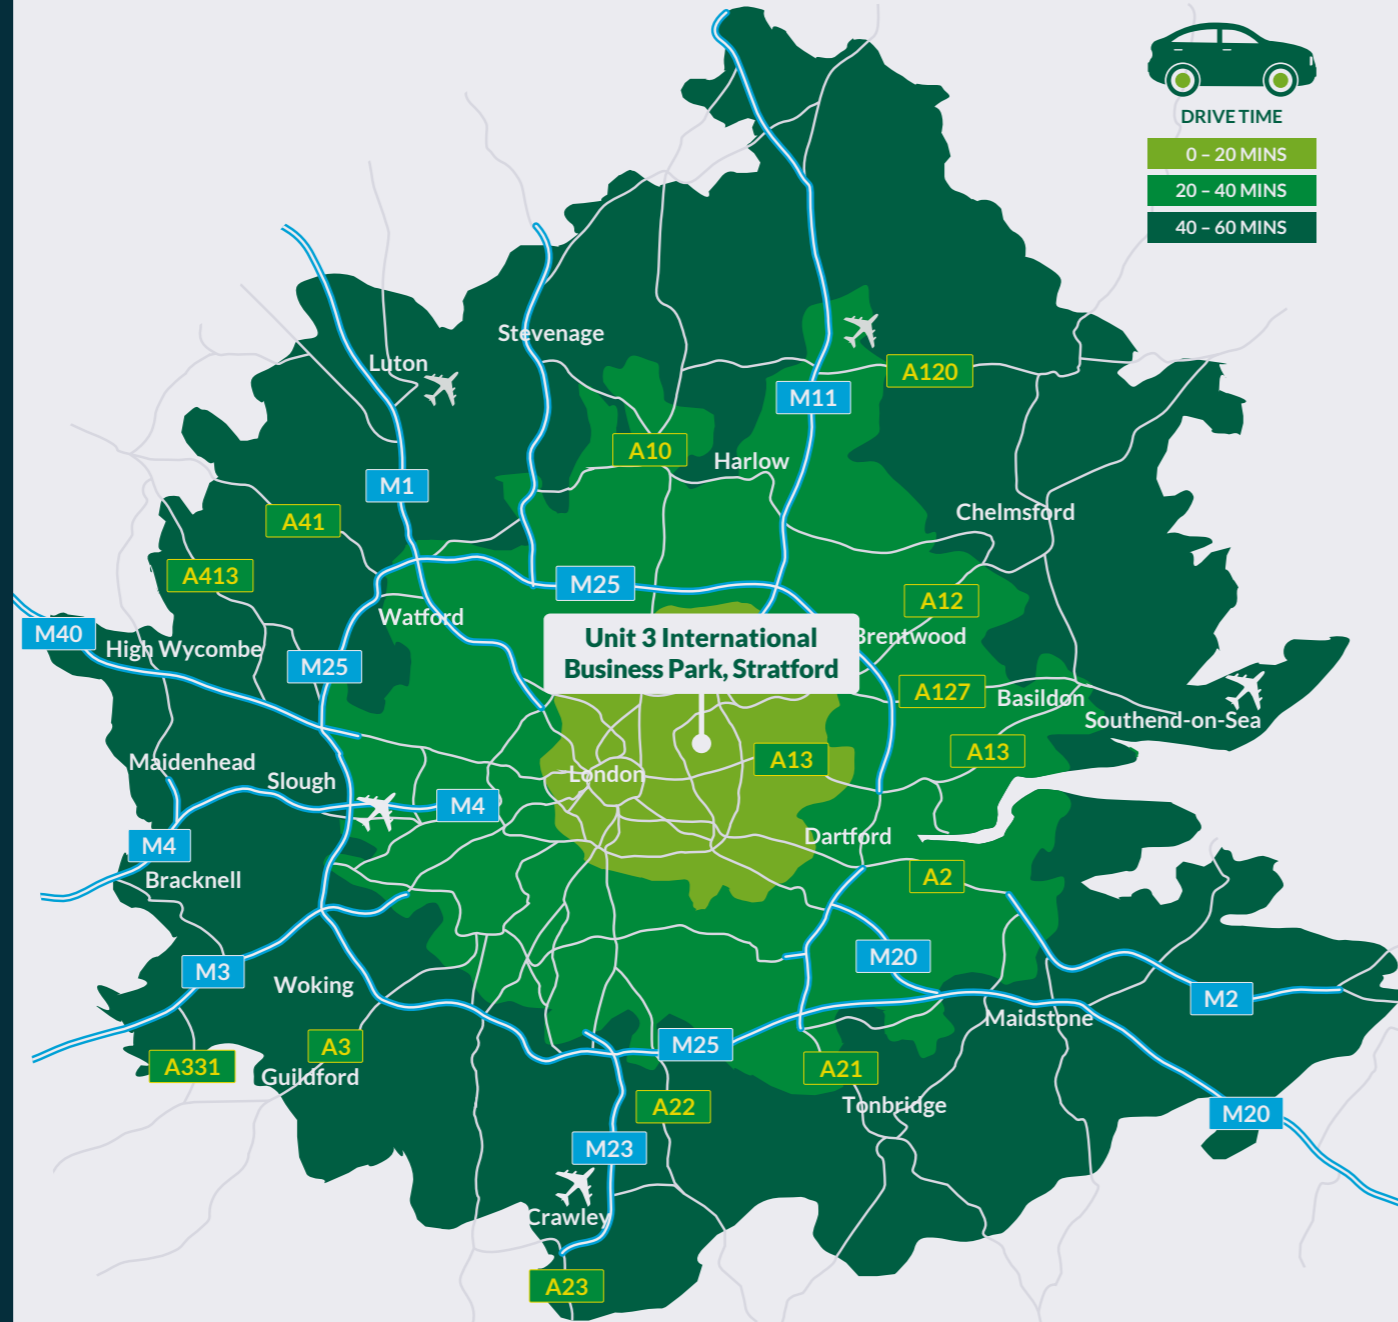 DRIVE TIME
0 – 20 MINS
20 – 40 MINS
40 – 60 MINS
Stevenage
Luton
A120
M11
A10
Harlow
M1
A41
Chelmsford
A413
M25
A12
Watford
M40
High Wycombe
M25
Unit 3 International
Business Park, Stratford
Brentwood
A127
Basildon
Southend-on-Sea
A13
A13
Maidenhead
Slough
London
M4
Dartford
M4
Bracknell
A2
M20
M3
Woking
M2
Maidstone
A3
M25
A331
Guildford
A21
A22
Tonbridge
M20
M23
Crawley
A23